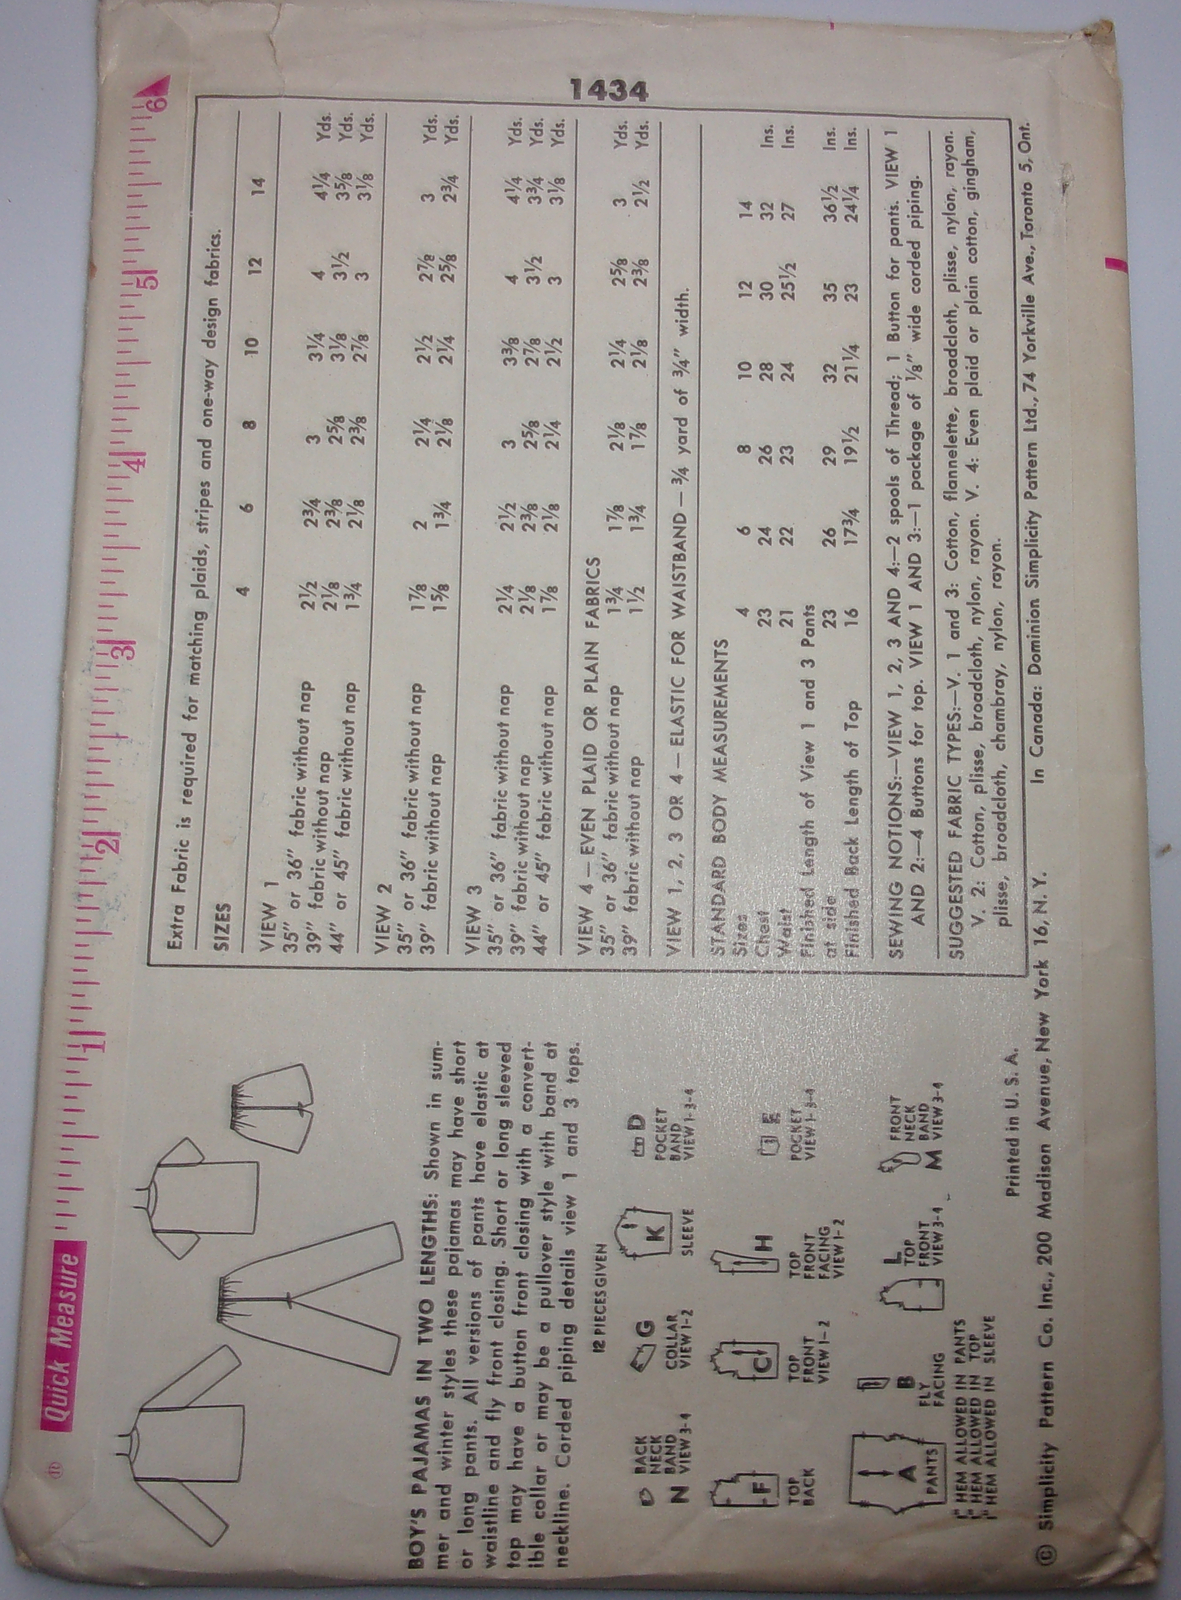 Quick Measure
1 2 3 4 5 6
1434
BOY'S PAJAMAS IN TWO LENGTHS: Shown in sum-
mer and winter styles these pajamas may have short
or long pants. All versions of pants have elastic at
waistline and fly front closing. Short or long sleeved
top may have a button front closing with a convert-
ible collar or may be a pullover style with band at
neckline. Corded piping details view 1 and 3 tops.
12 PIECES GIVEN
N
BACK
NECK
BAND
VIEW 3-4
G
COLLAR
VIEW 1-2
K
SLEEVE
D
POCKET
BAND
VIEW 1-3-4
F
TOP
BACK
C
TOP
FRONT
VIEW 1-2
H
TOP
FRONT
FACING
VIEW 1-2
E
POCKET
VIEW 1-3-4
A
PANTS
B
FLY
FACING
L
TOP
FRONT
VIEW 3-4
M
FRONT
NECK
BAND
VIEW 3-4
1" HEM ALLOWED IN PANTS
1" HEM ALLOWED IN TOP
1" HEM ALLOWED IN SLEEVE
Printed in U. S. A.
Extra Fabric is required for matching plaids, stripes and one-way design fabrics.
SIZES 4 6 8 10 12 14
VIEW 1
35" or 36" fabric without nap 2½ 2¾ 3 3¼ 4 4¼ Yds.
39" fabric without nap 2⅛ 2⅜ 2⅝ 3⅛ 3½ 3⅝ Yds.
44" or 45" fabric without nap 1¾ 2⅛ 2⅜ 2⅞ 3 3⅛ Yds.
VIEW 2
35" or 36" fabric without nap 1⅞ 2 2¼ 2½ 2⅞ 3 Yds.
39" fabric without nap 1⅝ 1¾ 2⅛ 2¼ 2⅝ 2¾ Yds.
VIEW 3
35" or 36" fabric without nap 2¼ 2½ 3 3⅜ 4 4¼ Yds.
39" fabric without nap 2⅛ 2⅜ 2⅝ 2⅞ 3½ 3¾ Yds.
44" or 45" fabric without nap 1⅞ 2⅛ 2¼ 2½ 3 3⅛ Yds.
VIEW 4 — EVEN PLAID OR PLAIN FABRICS
35" or 36" fabric without nap 1¾ 1⅞ 2⅛ 2¼ 2⅝ 3 Yds.
39" fabric without nap 1½ 1¾ 1⅞ 2⅛ 2⅜ 2½ Yds.
VIEW 1, 2, 3 OR 4 — ELASTIC FOR WAISTBAND — ¾ yard of ¾" width.
STANDARD BODY MEASUREMENTS
Sizes 4 6 8 10 12 14
Chest 23 24 26 28 30 32 Ins.
Waist 21 22 23 24 25½ 27 Ins.
Finished Length of View 1 and 3 Pants
at side 23 26 29 32 35 36½ Ins.
Finished Back Length of Top 16 17¾ 19½ 21¼ 23 24¼ Ins.
SEWING NOTIONS:—VIEW 1, 2, 3 AND 4:—2 spools of Thread; 1 Button for pants. VIEW 1
AND 2:—4 Buttons for top. VIEW 1 AND 3:—1 package of ⅛" wide corded piping.
SUGGESTED FABRIC TYPES:—V. 1 and 3: Cotton, flannelette, broadcloth, plisse, nylon, rayon.
V. 2: Cotton, plisse, broadcloth, nylon, rayon. V. 4: Even plaid or plain cotton, gingham,
plisse, broadcloth, chambray, nylon, rayon.
© Simplicity Pattern Co. Inc., 200 Madison Avenue, New York 16, N. Y. In Canada: Dominion Simplicity Pattern Ltd., 74 Yorkville Ave., Toronto 5, Ont.